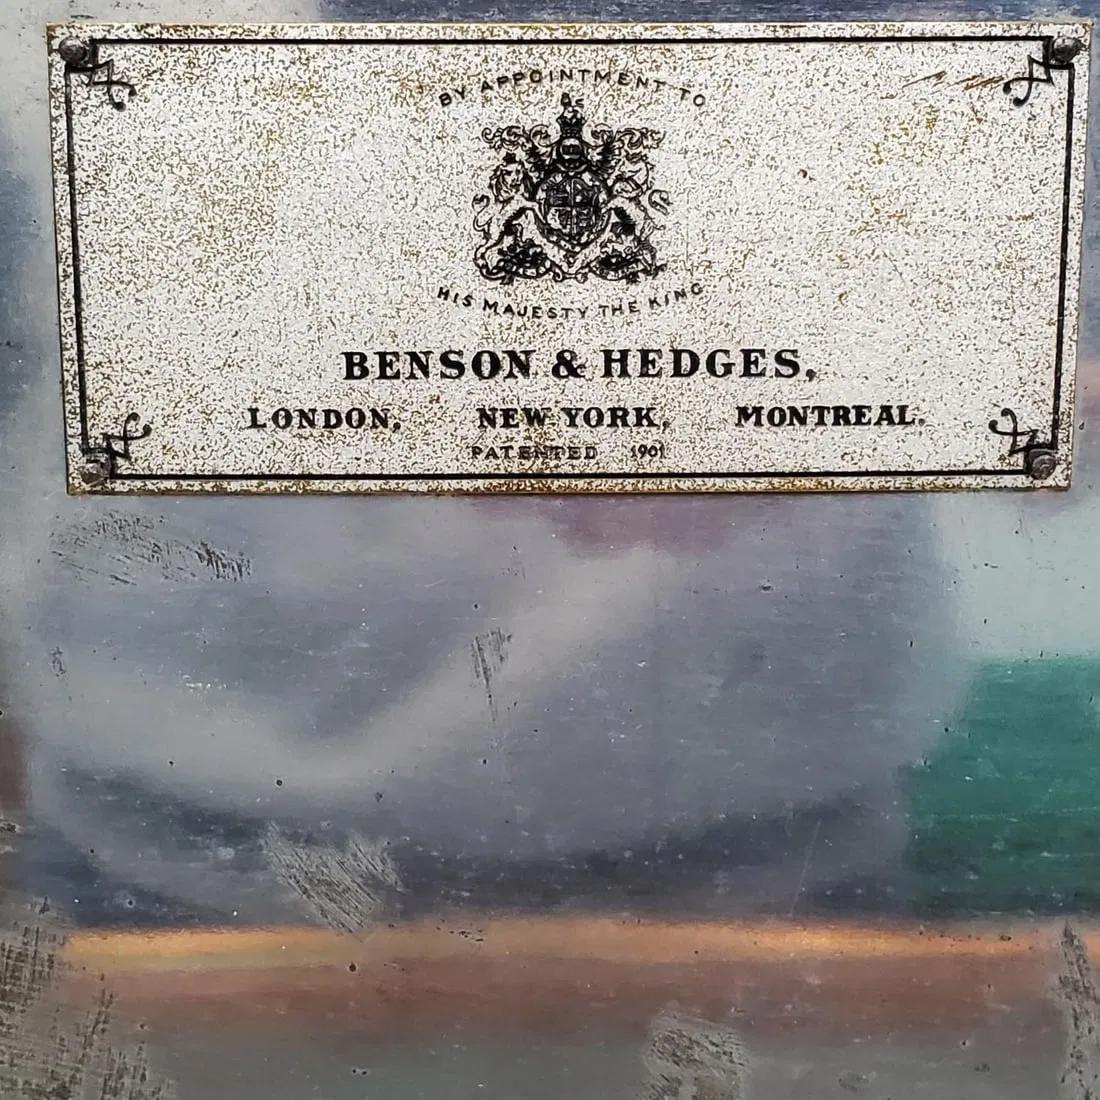 BY APPOINTMENT TO
HIS MAJESTY THE KING
BENSON & HEDGES,
LONDON, NEW YORK, MONTREAL.
PATENTED 1901